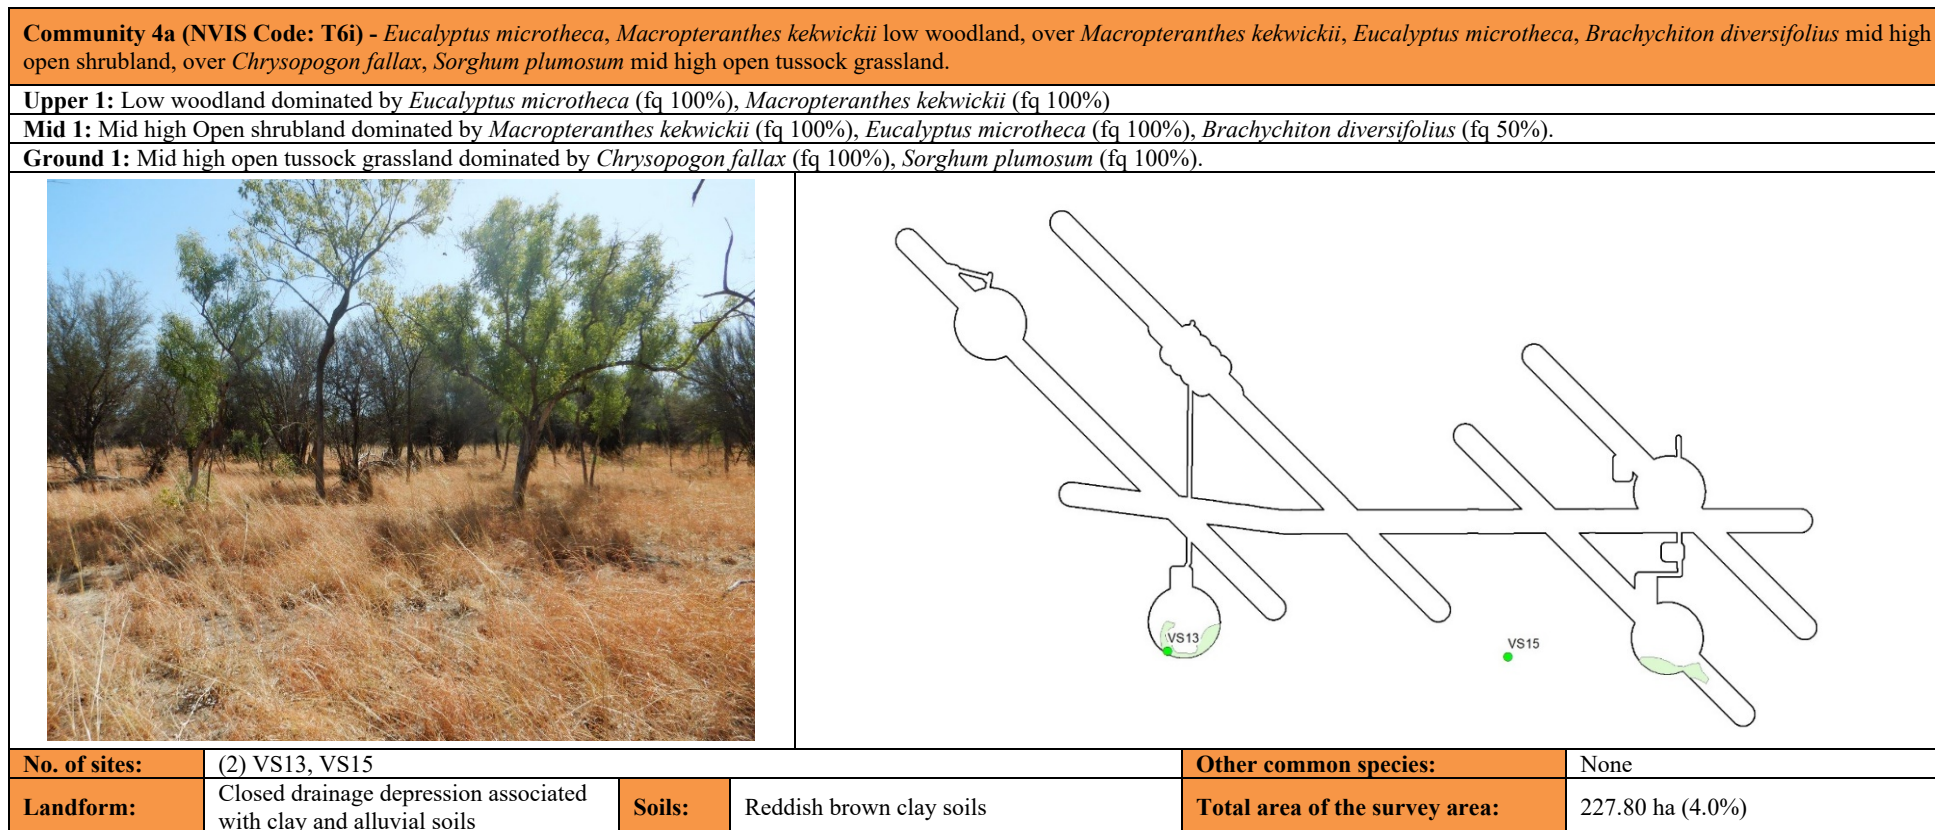 Community 4a (NVIS Code: T6i) - Eucalyptus microtheca, Macropteranthes kekwickii low woodland, over Macropteranthes kekwickii, Eucalyptus microtheca, Brachychiton diversifolius mid high
open shrubland, over Chrysopogon fallax, Sorghum plumosum mid high open tussock grassland.
Upper 1: Low woodland dominated by Eucalyptus microtheca (fq 100%), Macropteranthes kekwickii (fq 100%)
Mid 1: Mid high Open shrubland dominated by Macropteranthes kekwickii (fq 100%), Eucalyptus microtheca (fq 100%), Brachychiton diversifolius (fq 50%).
Ground 1: Mid high open tussock grassland dominated by Chrysopogon fallax (fq 100%), Sorghum plumosum (fq 100%).
VS13
VS15
No. of sites: (2) VS13, VS15 Other common species: None
Landform: Closed drainage depression associated
with clay and alluvial soils Soils: Reddish brown clay soils Total area of the survey area: 227.80 ha (4.0%)